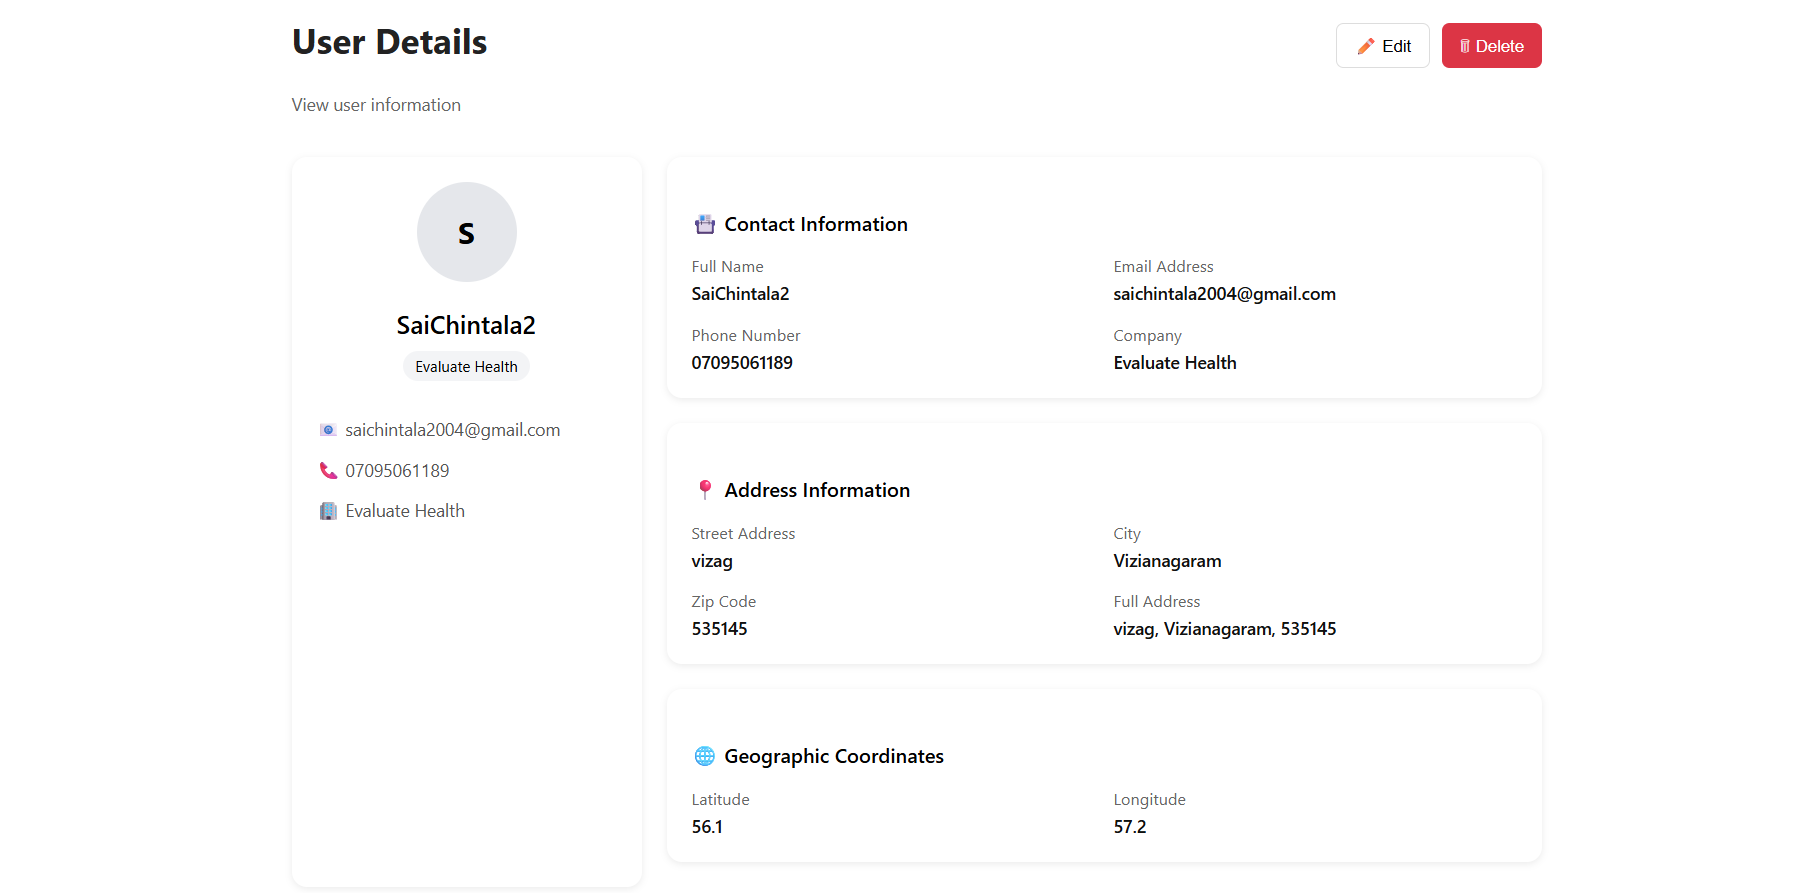 User Details
Edit
Delete
View user information
S
SaiChintala2
Evaluate Health
saichintala2004@gmail.com
07095061189
Evaluate Health
Contact Information
Full Name
SaiChintala2
Email Address
saichintala2004@gmail.com
Phone Number
07095061189
Company
Evaluate Health
Address Information
Street Address
vizag
City
Vizianagaram
Zip Code
535145
Full Address
vizag, Vizianagaram, 535145
Geographic Coordinates
Latitude
56.1
Longitude
57.2